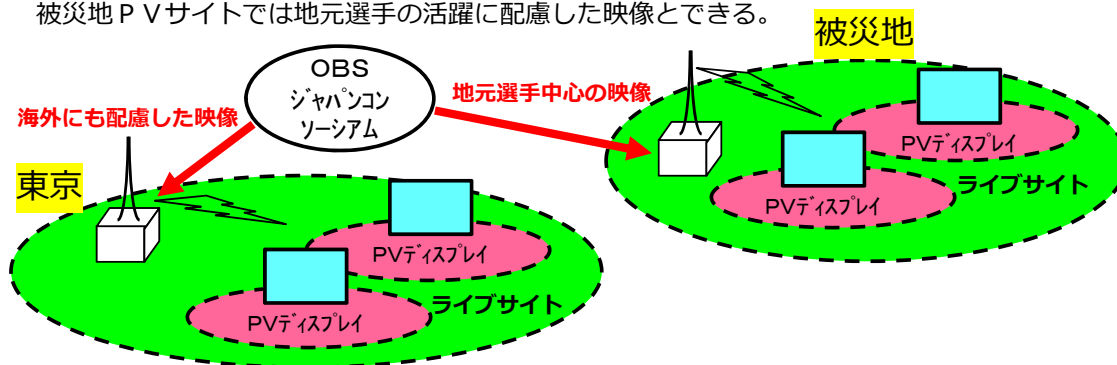 被災地ＰＶサイトでは地元選手の活躍に配慮した映像とできる。
被災地
OBS
ｼﾞｬﾊﾟﾝｺﾝ
ｿｰｼｱﾑ
地元選手中心の映像
海外にも配慮した映像
東京
PVﾃﾞｨｽﾌﾟﾚｲ
PVﾃﾞｨｽﾌﾟﾚｲ
ライブサイト
PVﾃﾞｨｽﾌﾟﾚｲ
PVﾃﾞｨｽﾌﾟﾚｲ
ライブサイト